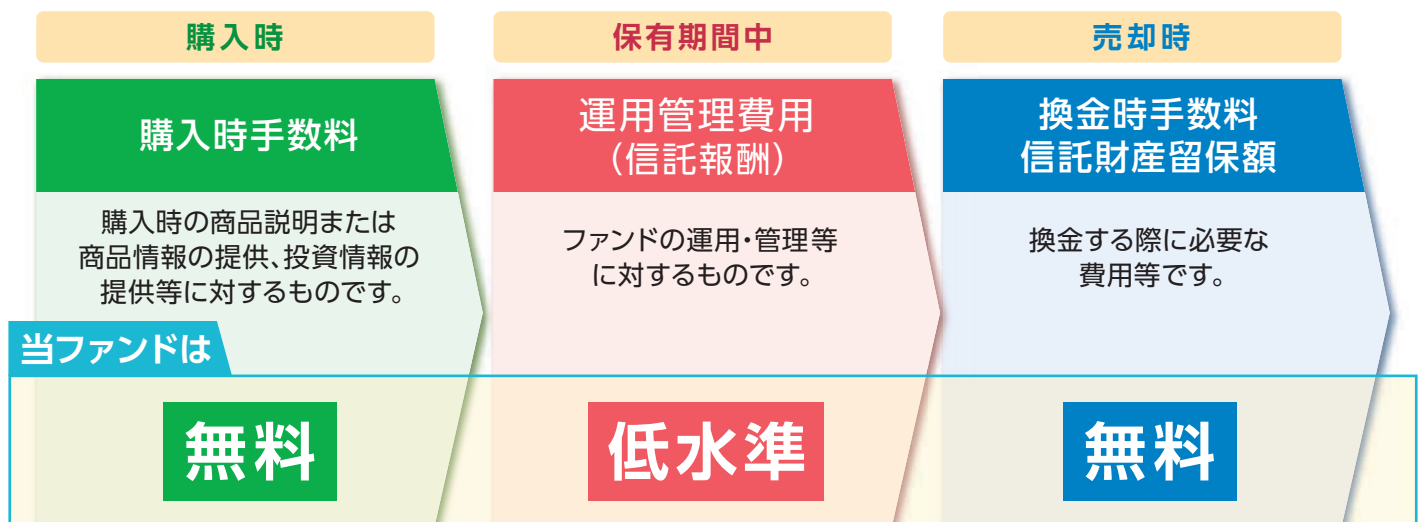 購入時
購入時手数料
購入時の商品説明または
商品情報の提供、投資情報の
提供等に対するものです。
保有期間中
運用管理費用
(信託報酬)
ファンドの運用・管理等
に対するものです。
売却時
換金時手数料
信託財産留保額
換金する際に必要な
費用等です。
当ファンドは
無料
低水準
無料